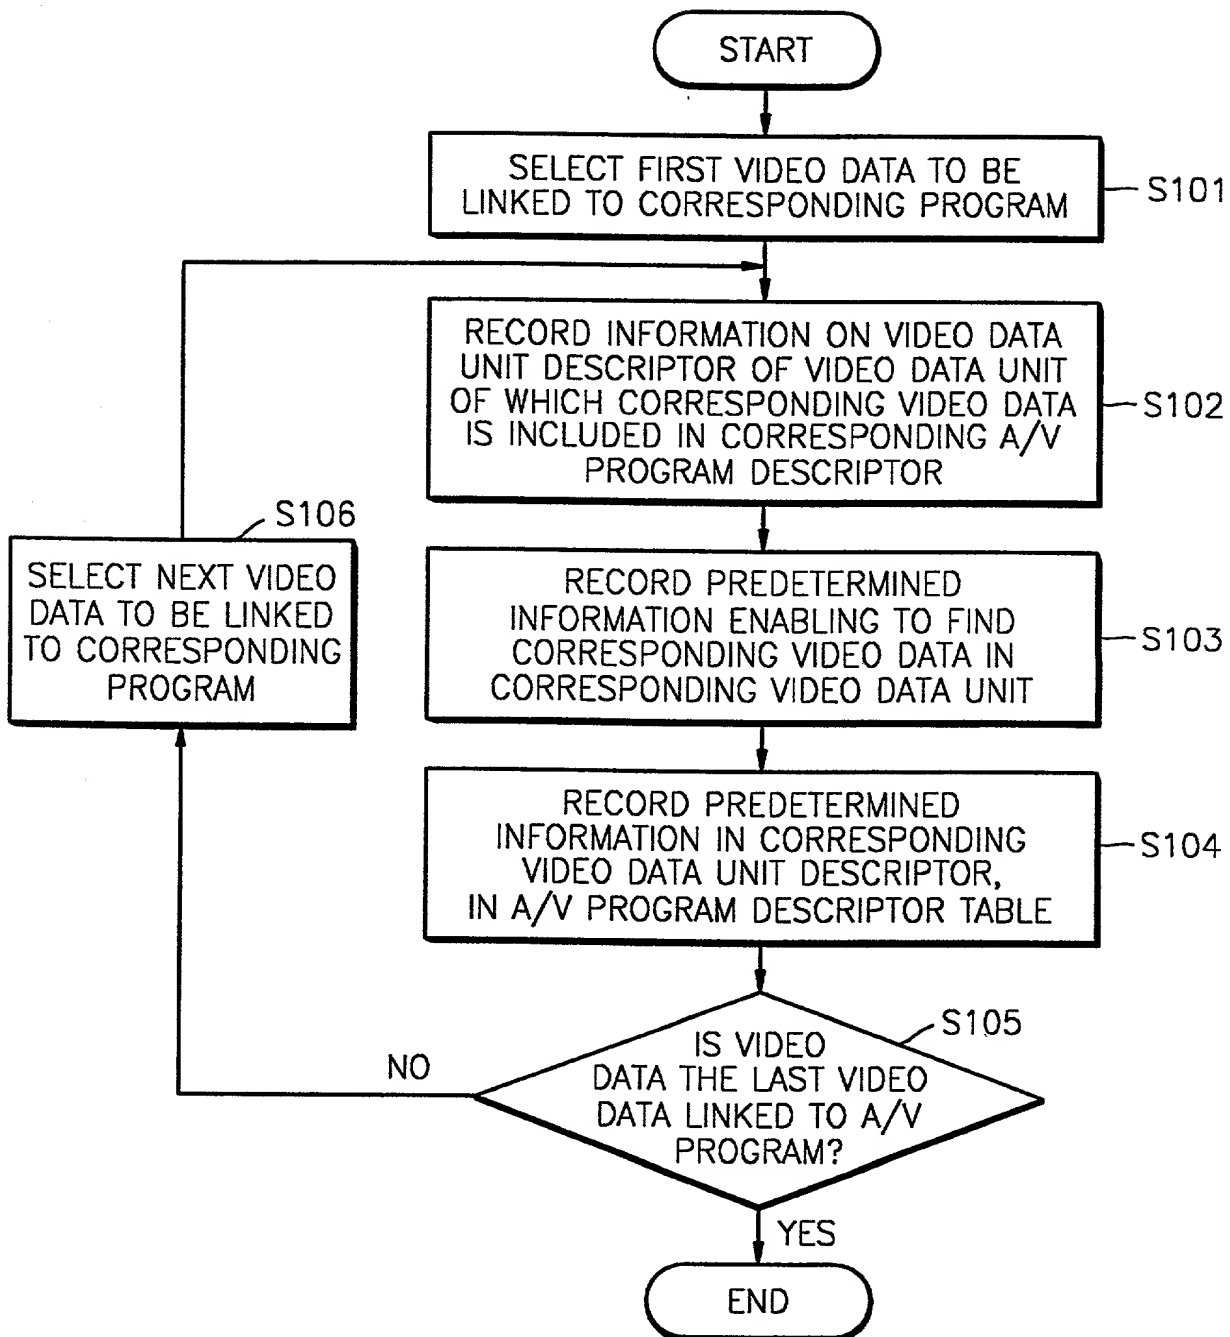 START
SELECT FIRST VIDEO DATA TO BE
LINKED TO CORRESPONDING PROGRAM
S101
RECORD INFORMATION ON VIDEO DATA
UNIT DESCRIPTOR OF VIDEO DATA UNIT
OF WHICH CORRESPONDING VIDEO DATA
IS INCLUDED IN CORRESPONDING A/V
PROGRAM DESCRIPTOR
S102
RECORD PREDETERMINED
INFORMATION ENABLING TO FIND
CORRESPONDING VIDEO DATA IN
CORRESPONDING VIDEO DATA UNIT
S103
RECORD PREDETERMINED
INFORMATION IN CORRESPONDING
VIDEO DATA UNIT DESCRIPTOR,
IN A/V PROGRAM DESCRIPTOR TABLE
S104
IS VIDEO
DATA THE LAST VIDEO
DATA LINKED TO A/V
PROGRAM?
S105
NO
S106
SELECT NEXT VIDEO
DATA TO BE LINKED
TO CORRESPONDING
PROGRAM
YES
END